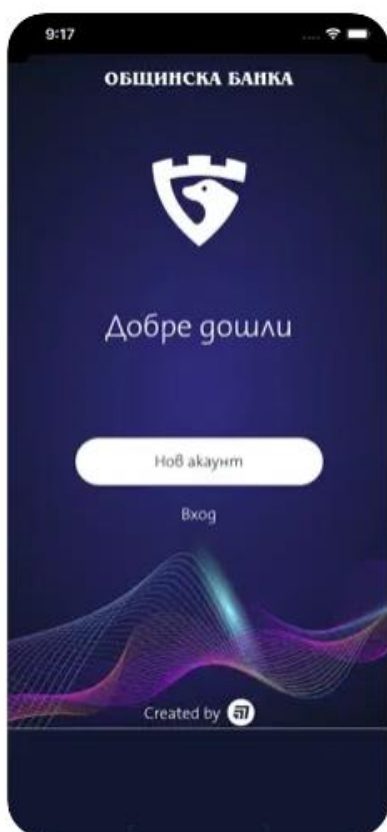 9:17
ОБЩИНСКА БАНКА
Добре дошли
Нов акаунт
Вход
Created by